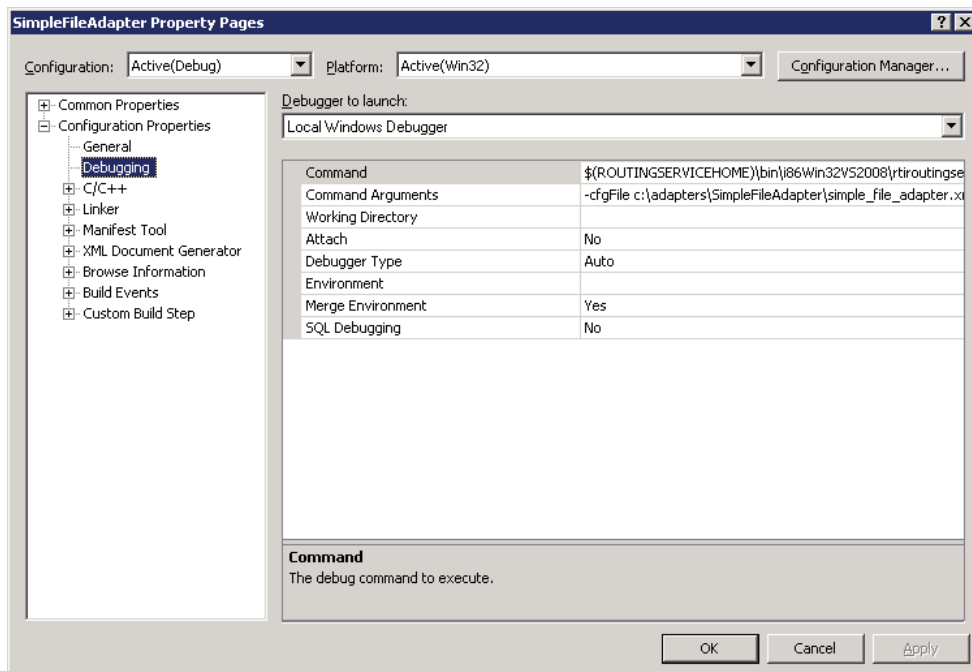 SimpleFileAdapter Property Pages
Configuration: Active(Debug) Platform: Active(Win32) Configuration Manager...
Common Properties
Configuration Properties
General
Debugging
C/C++
Linker
Manifest Tool
XML Document Generator
Browse Information
Build Events
Custom Build Step
Debugger to launch:
Local Windows Debugger
Command $(ROUTINGSERVICEHOME)\bin\i86Win32VS2008\rtiroutingse
Command Arguments -cfgFile c:\adapters\SimpleFileAdapter\simple_file_adapter.x
Working Directory
Attach No
Debugger Type Auto
Environment
Merge Environment Yes
SQL Debugging No
Command
The debug command to execute.
OK Cancel Apply